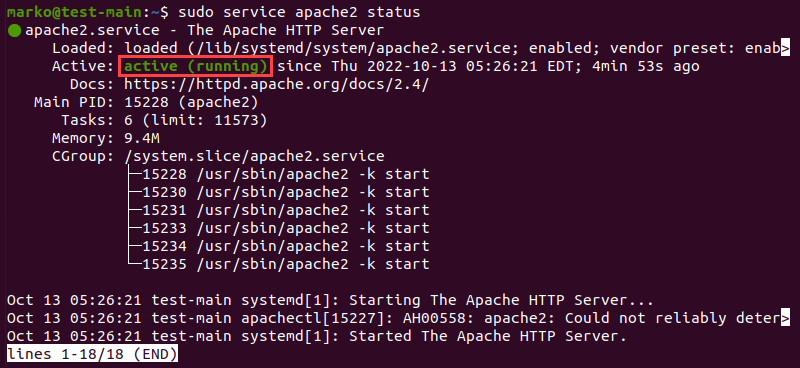 marko@test-main:~$ sudo service apache2 status
● apache2.service - The Apache HTTP Server
Loaded: loaded (/lib/systemd/system/apache2.service; enabled; vendor preset: enab>
Active: active (running) since Thu 2022-10-13 05:26:21 EDT; 4min 53s ago
Docs: https://httpd.apache.org/docs/2.4/
Main PID: 15228 (apache2)
Tasks: 6 (limit: 11573)
Memory: 9.4M
CGroup: /system.slice/apache2.service
├─15228 /usr/sbin/apache2 -k start
├─15230 /usr/sbin/apache2 -k start
├─15231 /usr/sbin/apache2 -k start
├─15233 /usr/sbin/apache2 -k start
├─15234 /usr/sbin/apache2 -k start
└─15235 /usr/sbin/apache2 -k start
Oct 13 05:26:21 test-main systemd[1]: Starting The Apache HTTP Server...
Oct 13 05:26:21 test-main apachectl[15227]: AH00558: apache2: Could not reliably deter>
Oct 13 05:26:21 test-main systemd[1]: Started The Apache HTTP Server.
lines 1-18/18 (END)